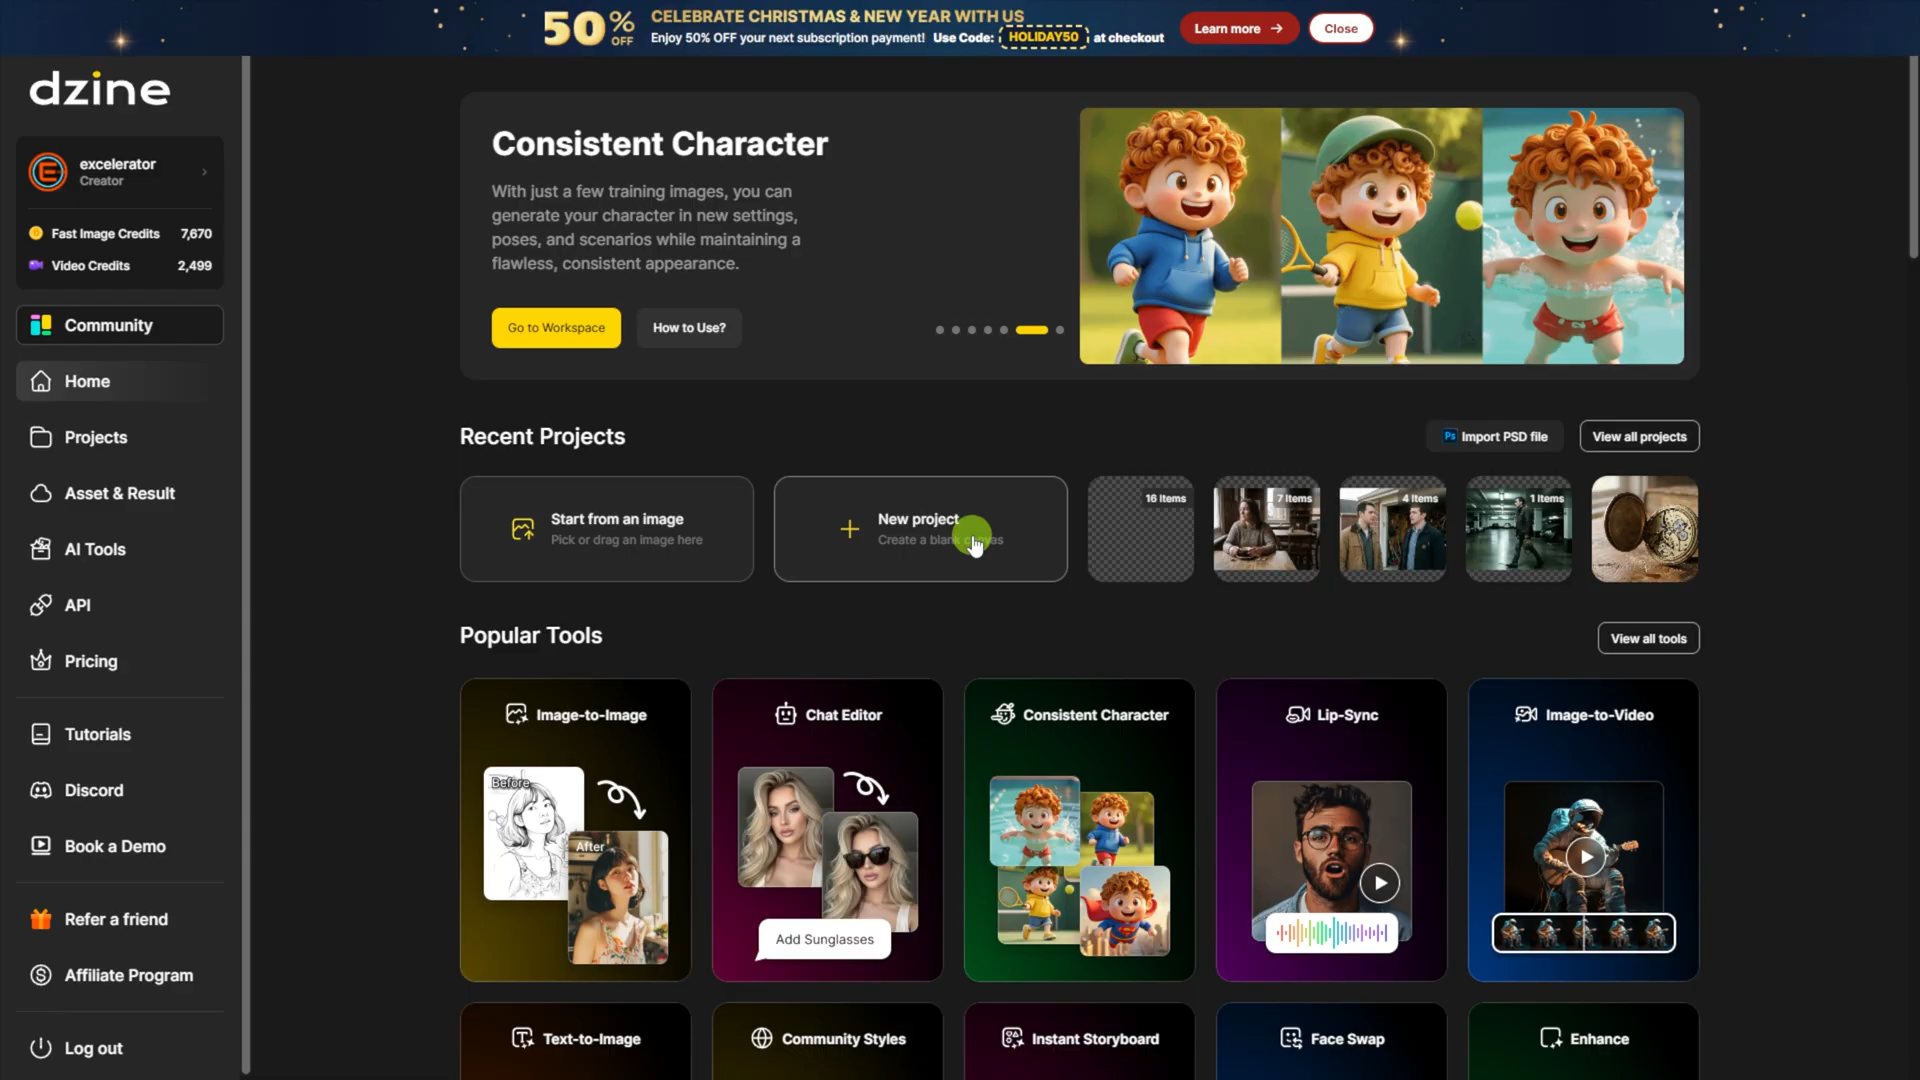 50% OFF
CELEBRATE CHRISTMAS & NEW YEAR WITH US
Enjoy 50% OFF your next subscription payment! Use Code: HOLIDAY50 at checkout
Learn more →
Close
dzine
excelerator
Creator
Fast Image Credits 7,670
Video Credits 2,499
Community
Home
Projects
Asset & Result
AI Tools
API
Pricing
Tutorials
Discord
Book a Demo
Refer a friend
Affiliate Program
Log out
Consistent Character
With just a few training images, you can
generate your character in new settings,
poses, and scenarios while maintaining a
flawless, consistent appearance.
Go to Workspace
How to Use?
Recent Projects
Ps Import PSD file
View all projects
Start from an image
Pick or drag an image here
New project
Create a blank canvas
16 Items
7 Items
4 Items
1 Items
Popular Tools
View all tools
Image-to-Image
Before
After
Chat Editor
Add Sunglasses
Consistent Character
Lip-Sync
Image-to-Video
Text-to-Image
Community Styles
Instant Storyboard
Face Swap
Enhance